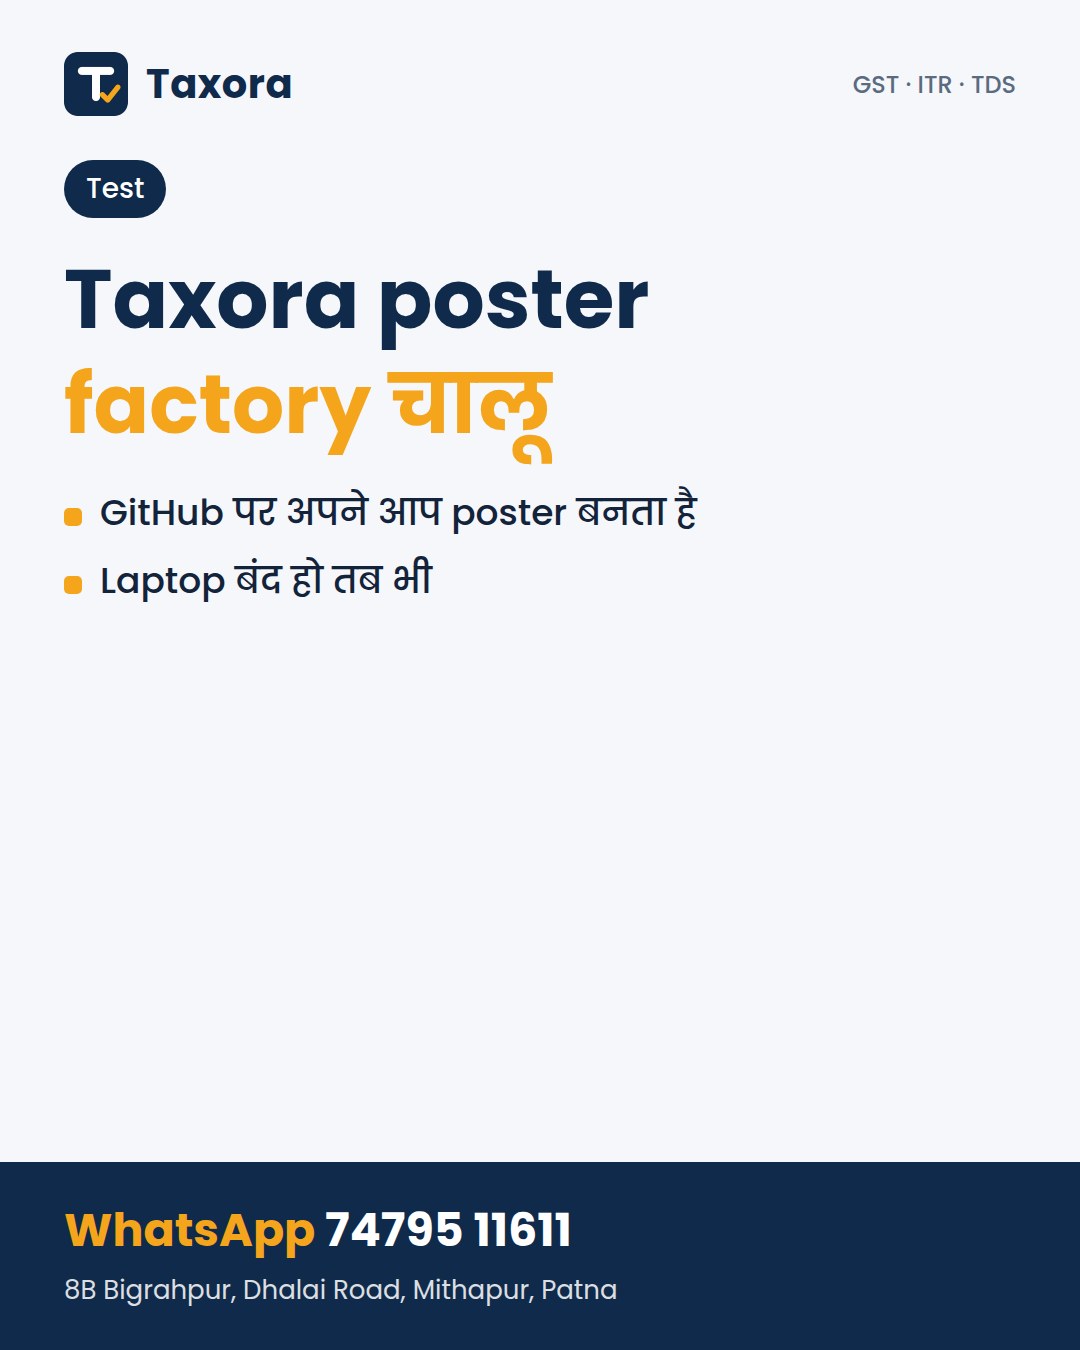 Taxora
GST · ITR · TDS
Test
Taxora poster
factory चालू
GitHub पर अपने आप poster बनता है
Laptop बंद हो तब भी
WhatsApp 74795 11611
8B Bigrahpur, Dhalai Road, Mithapur, Patna